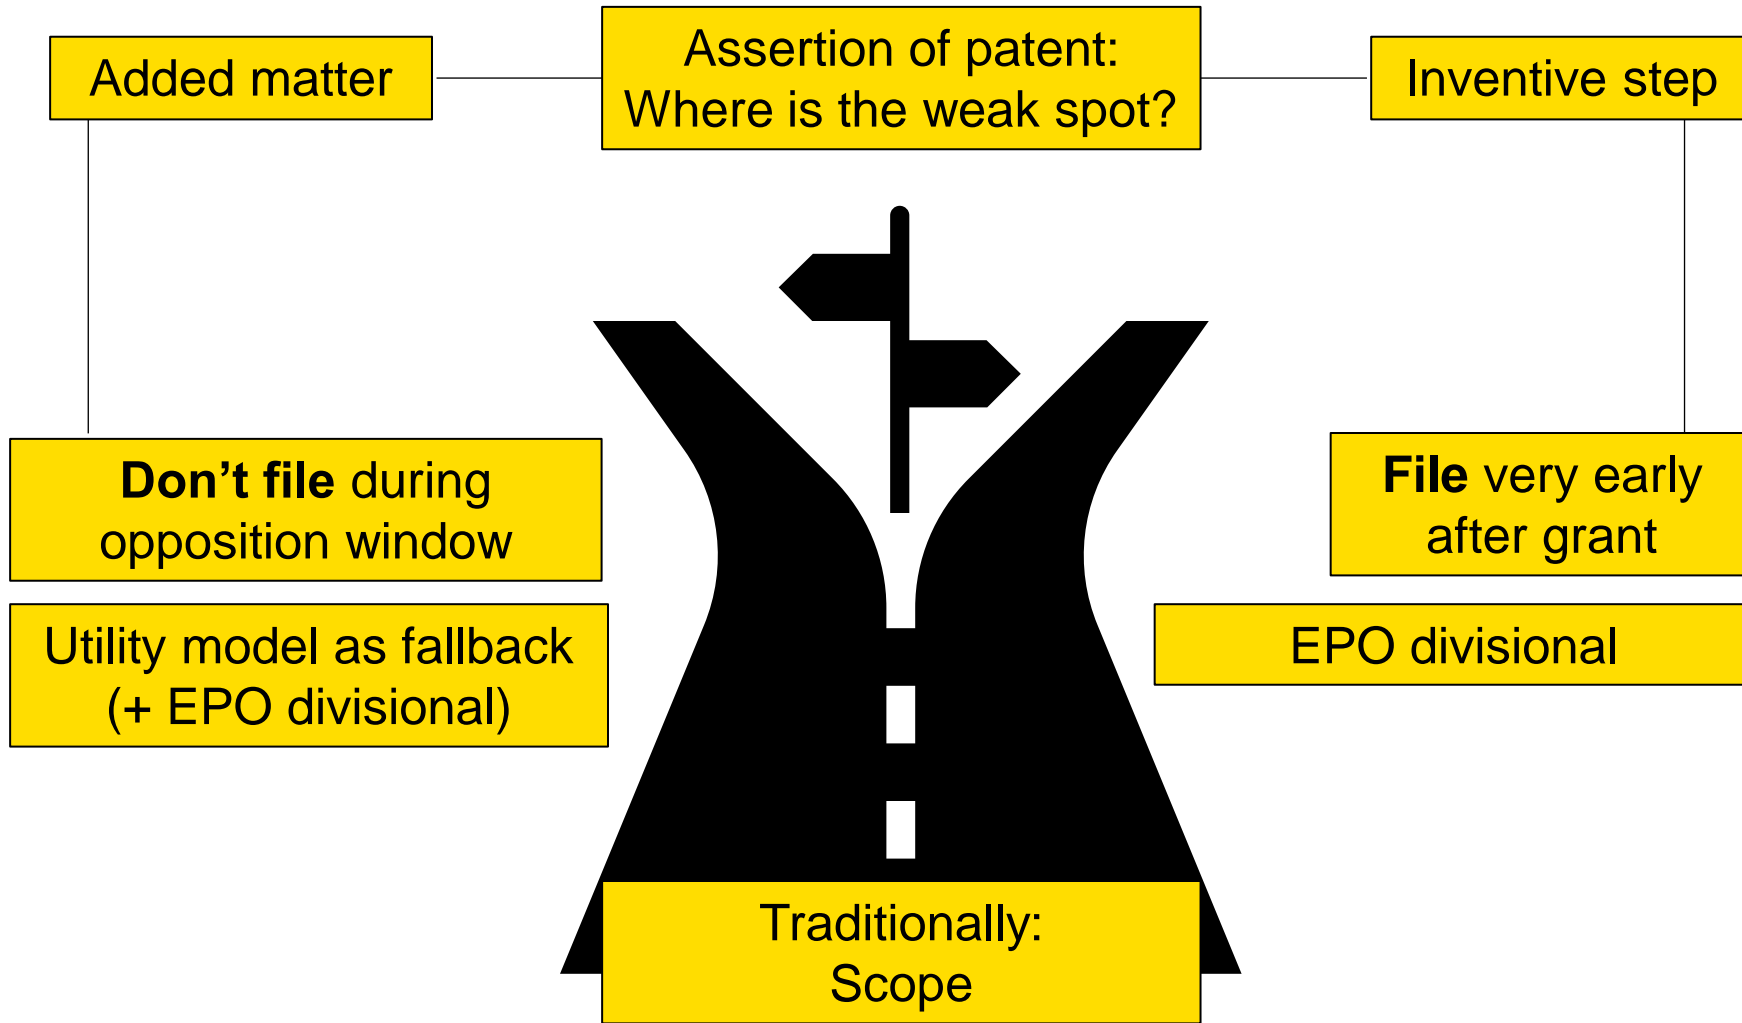 Assertion of patent:
Where is the weak spot?
Added matter
Inventive step
Don’t file during
opposition window
File very early
after grant
Utility model as fallback
(+ EPO divisional)
EPO divisional
Traditionally:
Scope